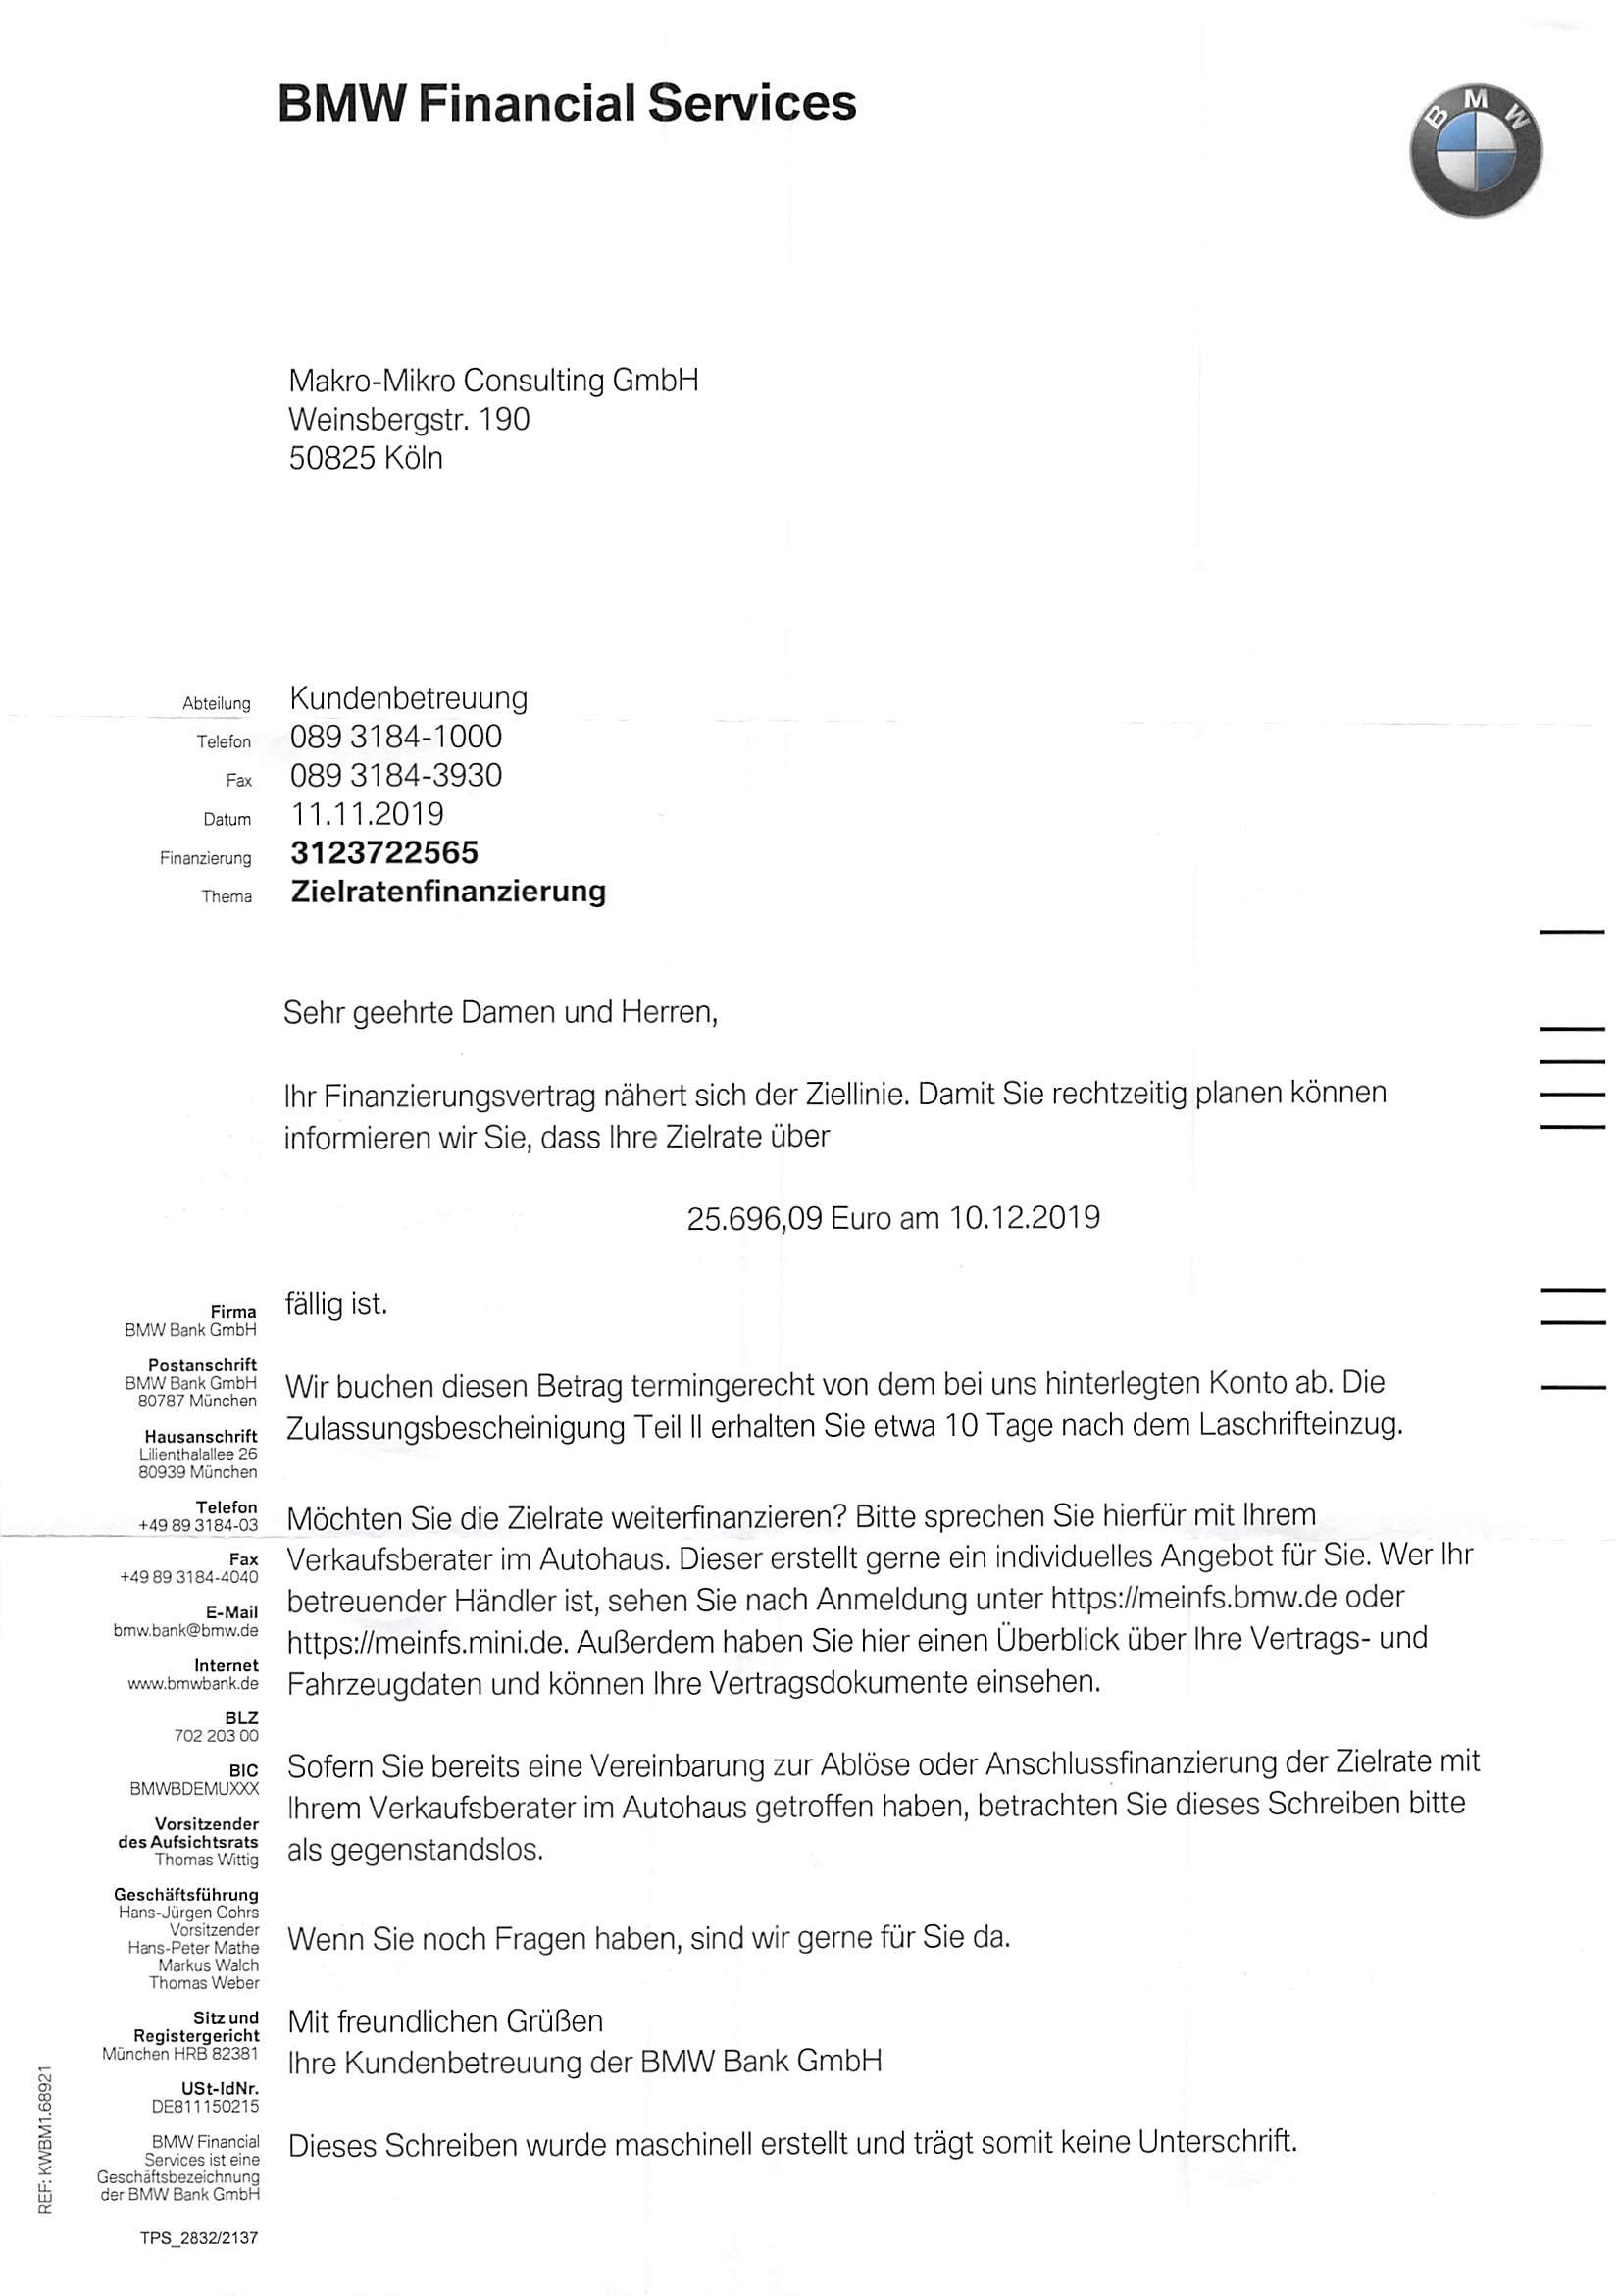 BMW Financial Services
B M W
Makro-Mikro Consulting GmbH
Weinsbergstr. 190
50825 Köln
Abteilung Kundenbetreuung
Telefon 089 3184-1000
Fax 089 3184-3930
Datum 11.11.2019
Finanzierung 3123722565
Thema Zielratenfinanzierung
Sehr geehrte Damen und Herren,
Ihr Finanzierungsvertrag nähert sich der Ziellinie. Damit Sie rechtzeitig planen können
informieren wir Sie, dass Ihre Zielrate über
25.696,09 Euro am 10.12.2019
fällig ist.
Wir buchen diesen Betrag termingerecht von dem bei uns hinterlegten Konto ab. Die
Zulassungsbescheinigung Teil II erhalten Sie etwa 10 Tage nach dem Laschrifteinzug.
Möchten Sie die Zielrate weiterfinanzieren? Bitte sprechen Sie hierfür mit Ihrem
Verkaufsberater im Autohaus. Dieser erstellt gerne ein individuelles Angebot für Sie. Wer Ihr
betreuender Händler ist, sehen Sie nach Anmeldung unter https://meinfs.bmw.de oder
https://meinfs.mini.de. Außerdem haben Sie hier einen Überblick über Ihre Vertrags- und
Fahrzeugdaten und können Ihre Vertragsdokumente einsehen.
Sofern Sie bereits eine Vereinbarung zur Ablöse oder Anschlussfinanzierung der Zielrate mit
Ihrem Verkaufsberater im Autohaus getroffen haben, betrachten Sie dieses Schreiben bitte
als gegenstandslos.
Wenn Sie noch Fragen haben, sind wir gerne für Sie da.
Mit freundlichen Grüßen
Ihre Kundenbetreuung der BMW Bank GmbH
Dieses Schreiben wurde maschinell erstellt und trägt somit keine Unterschrift.
Firma
BMW Bank GmbH
Postanschrift
BMW Bank GmbH
80787 München
Hausanschrift
Lilienthalallee 26
80939 München
Telefon
+49 89 3184-03
Fax
+49 89 3184-4040
E-Mail
bmw.bank@bmw.de
Internet
www.bmwbank.de
BLZ
702 203 00
BIC
BMWBDEMUXXX
Vorsitzender
des Aufsichtsrats
Thomas Wittig
Geschäftsführung
Hans-Jürgen Cohrs
Vorsitzender
Hans-Peter Mathe
Markus Walch
Thomas Weber
Sitz und
Registergericht
München HRB 82381
USt-IdNr.
DE811150215
BMW Financial
Services ist eine
Geschäftsbezeichnung
der BMW Bank GmbH
TPS_2832/2137
REF: KWBM1.68921